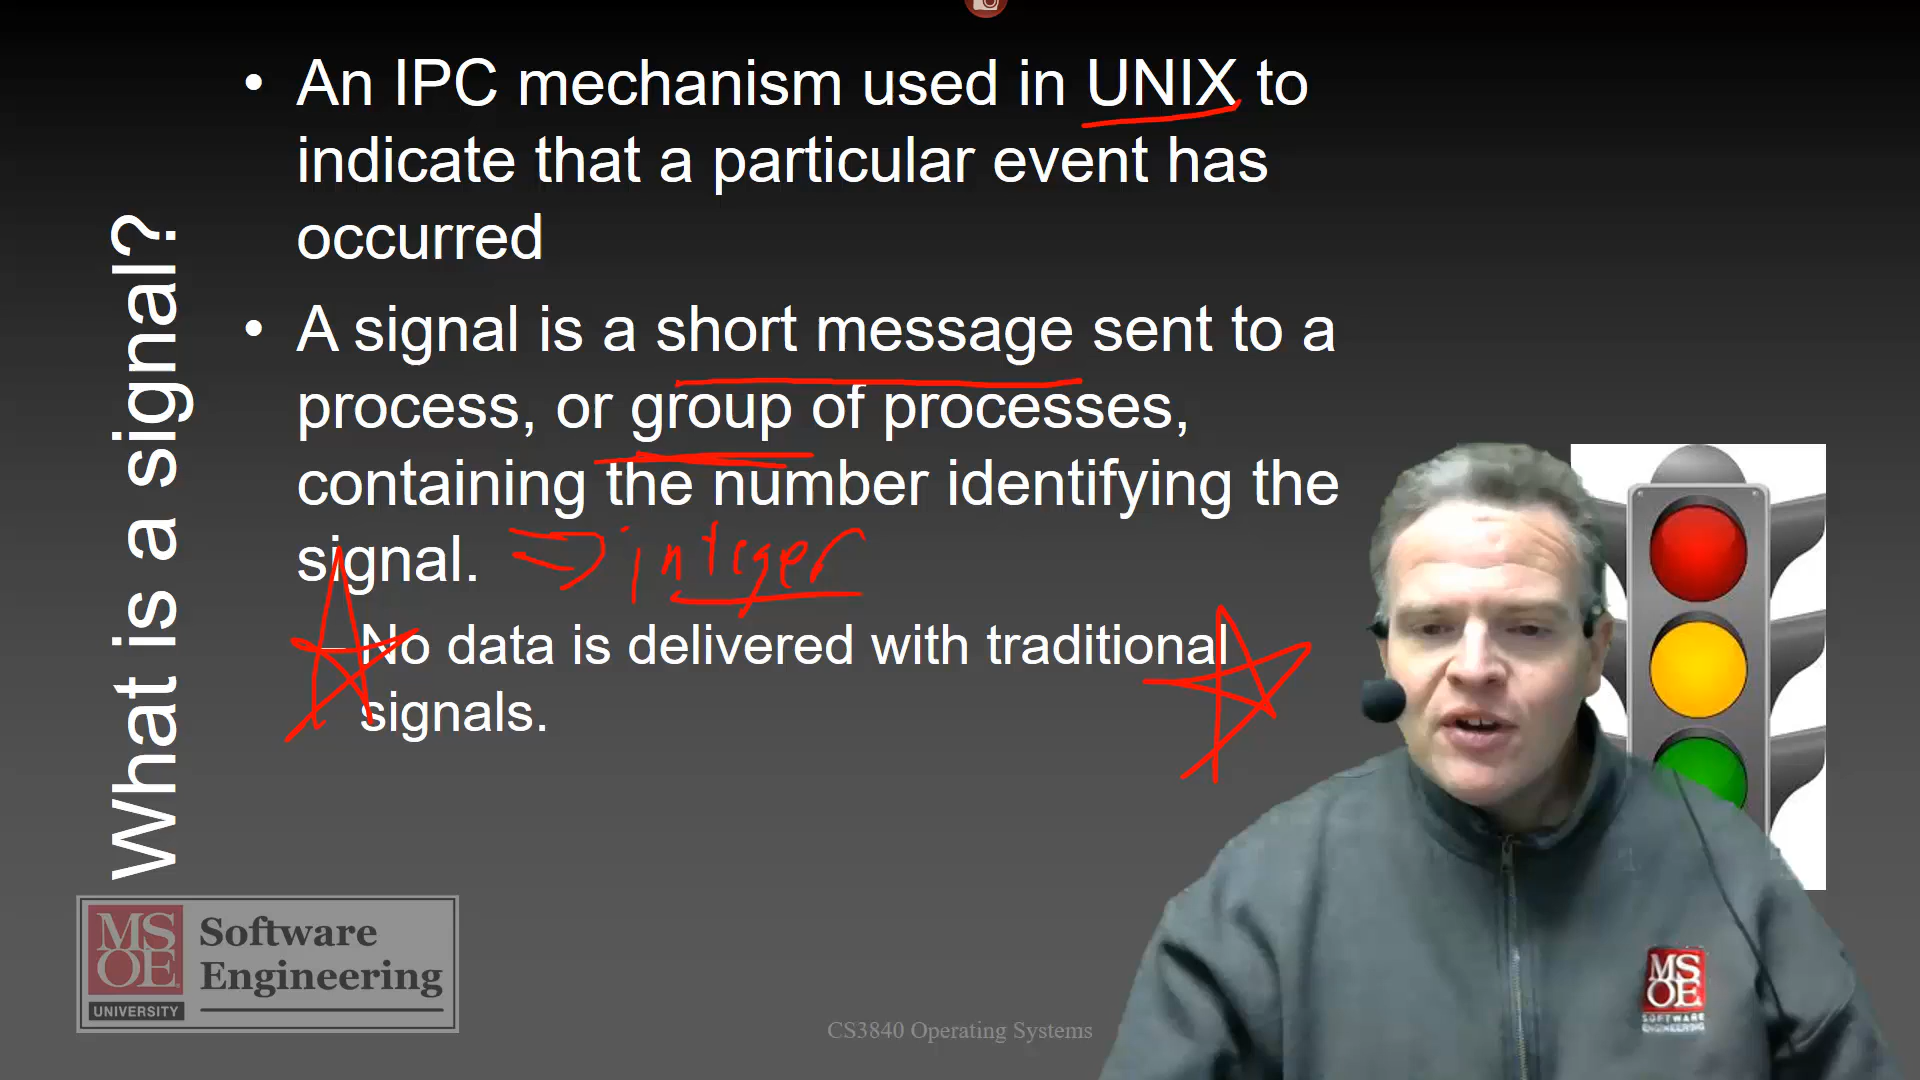 What is a signal?
• An IPC mechanism used in UNIX to
indicate that a particular event has
occurred
• A signal is a short message sent to a
process, or group of processes,
containing the number identifying the
signal. ⇒ integer
– No data is delivered with traditional
signals.
MS
OE
UNIVERSITY
Software
Engineering
CS3840 Operating Systems
MS
OE
SOFTWARE
ENGINEERING